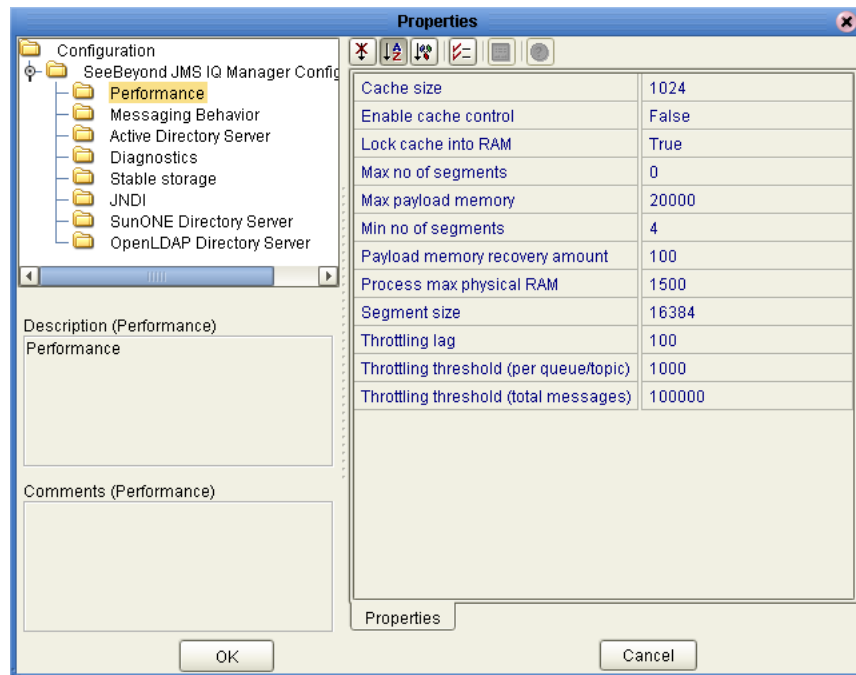 Properties
Configuration
SeeBeyond JMS IQ Manager Config
Performance
Messaging Behavior
Active Directory Server
Diagnostics
Stable storage
JNDI
SunONE Directory Server
OpenLDAP Directory Server
Description (Performance)
Performance
Comments (Performance)
OK
Cache size 1024
Enable cache control False
Lock cache into RAM True
Max no of segments 0
Max payload memory 20000
Min no of segments 4
Payload memory recovery amount 100
Process max physical RAM 1500
Segment size 16384
Throttling lag 100
Throttling threshold (per queue/topic) 1000
Throttling threshold (total messages) 100000
Properties
Cancel